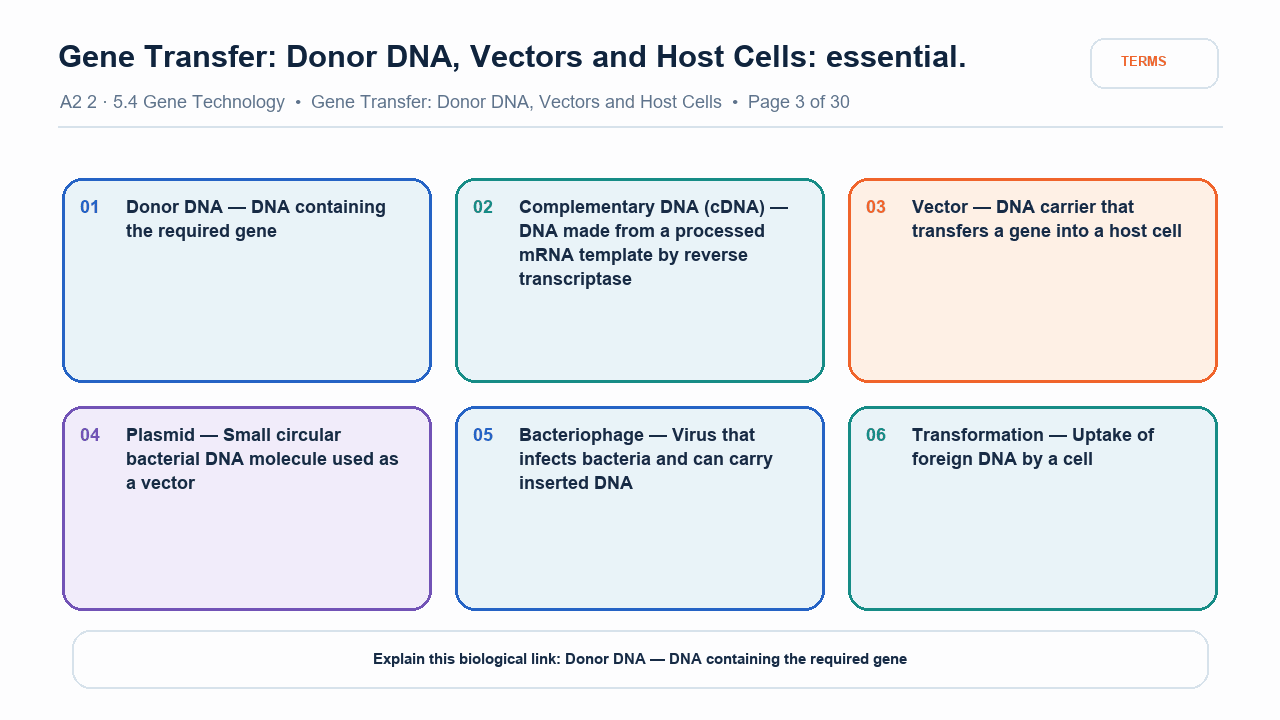 Gene Transfer: Donor DNA, Vectors and Host Cells: essential.
TERMS
A2 2 · 5.4 Gene Technology • Gene Transfer: Donor DNA, Vectors and Host Cells • Page 3 of 30
01 Donor DNA — DNA containing
the required gene
02 Complementary DNA (cDNA) —
DNA made from a processed
mRNA template by reverse
transcriptase
03 Vector — DNA carrier that
transfers a gene into a host cell
04 Plasmid — Small circular
bacterial DNA molecule used as
a vector
05 Bacteriophage — Virus that
infects bacteria and can carry
inserted DNA
06 Transformation — Uptake of
foreign DNA by a cell
Explain this biological link: Donor DNA — DNA containing the required gene